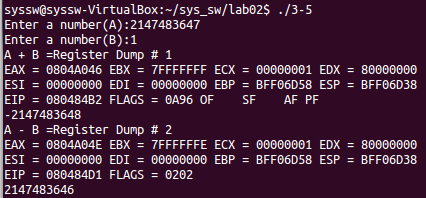 syssw@syssw-VirtualBox:~/sys_sw/lab02$ ./3-5
Enter a number(A):2147483647
Enter a number(B):1
A + B =Register Dump # 1
EAX = 0804A046 EBX = 7FFFFFFF ECX = 00000001 EDX = 80000000
ESI = 00000000 EDI = 00000000 EBP = BFF06D58 ESP = BFF06D38
EIP = 080484B2 FLAGS = 0A96 OF    SF    AF PF
-2147483648
A - B =Register Dump # 2
EAX = 0804A04E EBX = 7FFFFFFE ECX = 00000001 EDX = 80000000
ESI = 00000000 EDI = 00000000 EBP = BFF06D58 ESP = BFF06D38
EIP = 080484D1 FLAGS = 0202
2147483646